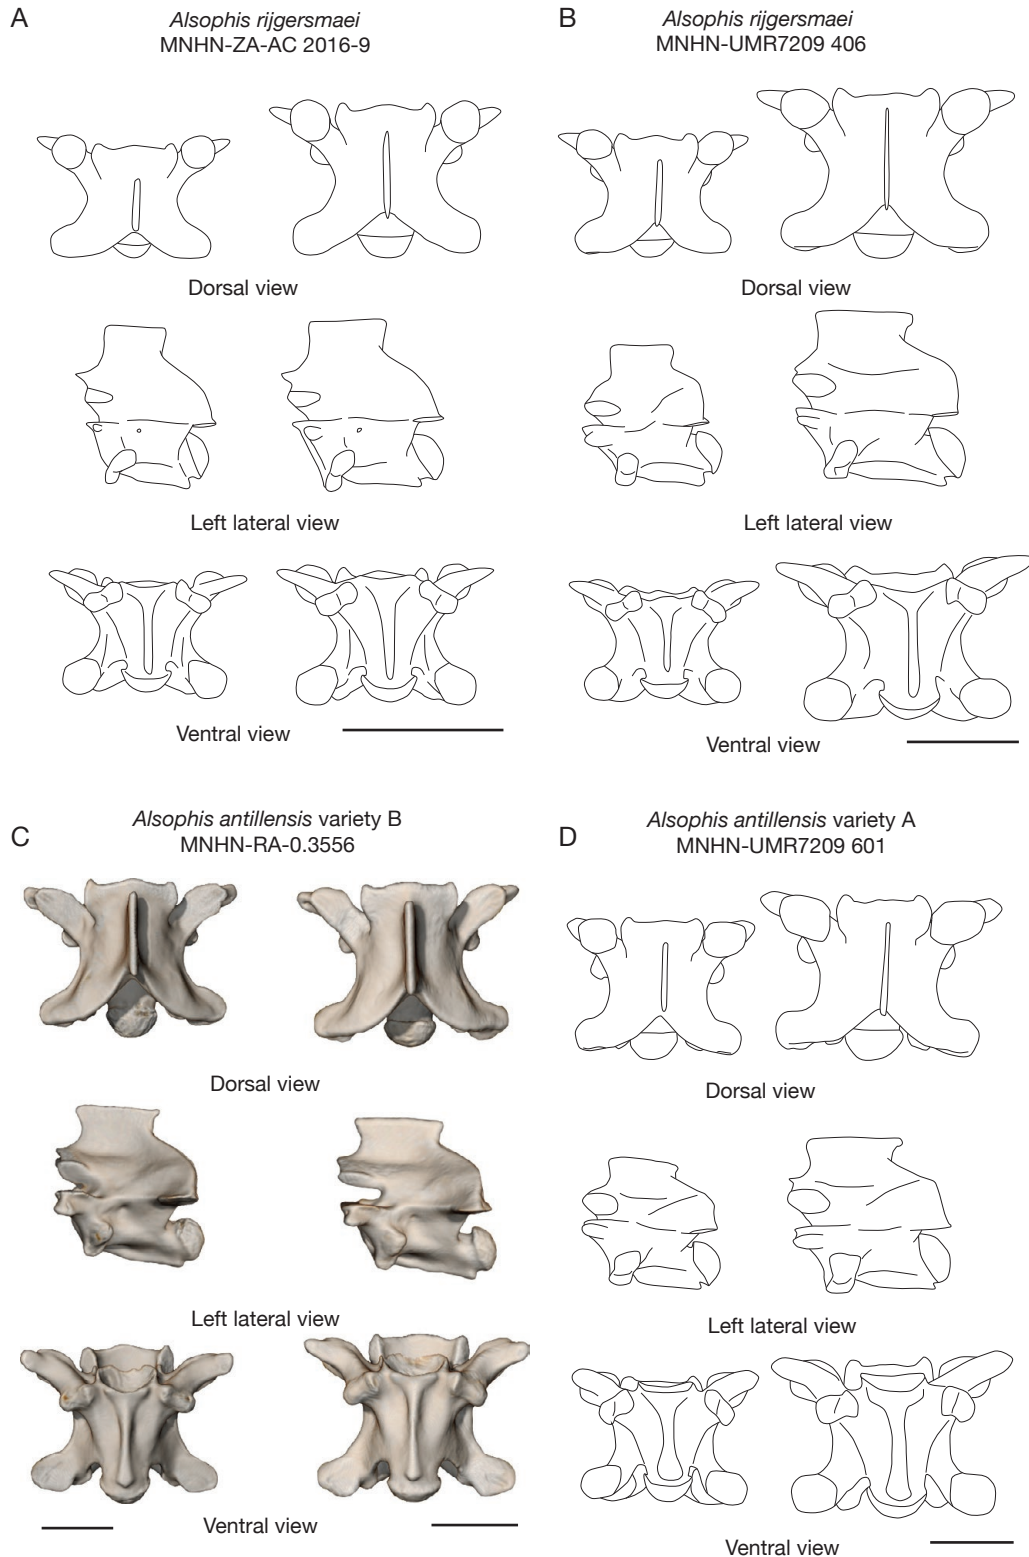 A
Alsophis rijgersmaei
MNHN-ZA-AC 2016-9
Dorsal view
Left lateral view
Ventral view
B
Alsophis rijgersmaei
MNHN-UMR7209 406
Dorsal view
Left lateral view
Ventral view
C
Alsophis antillensis variety B
MNHN-RA-0.3556
Dorsal view
Left lateral view
Ventral view
D
Alsophis antillensis variety A
MNHN-UMR7209 601
Dorsal view
Left lateral view
Ventral view